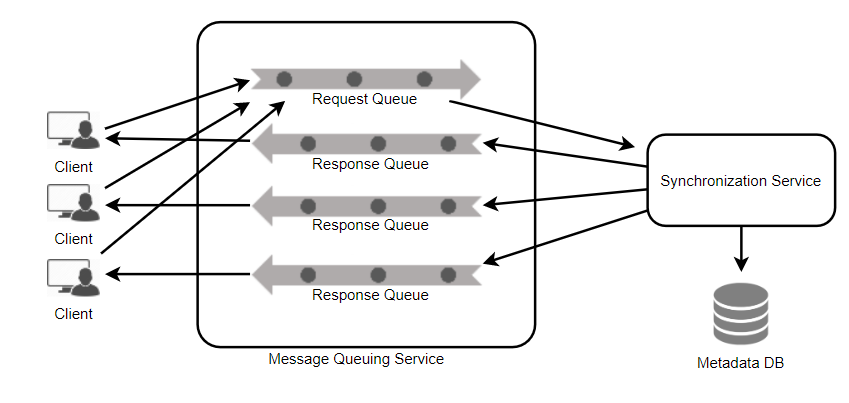 Request Queue
Client
Response Queue
Synchronization Service
Client
Response Queue
Client
Response Queue
Message Queuing Service
Metadata DB